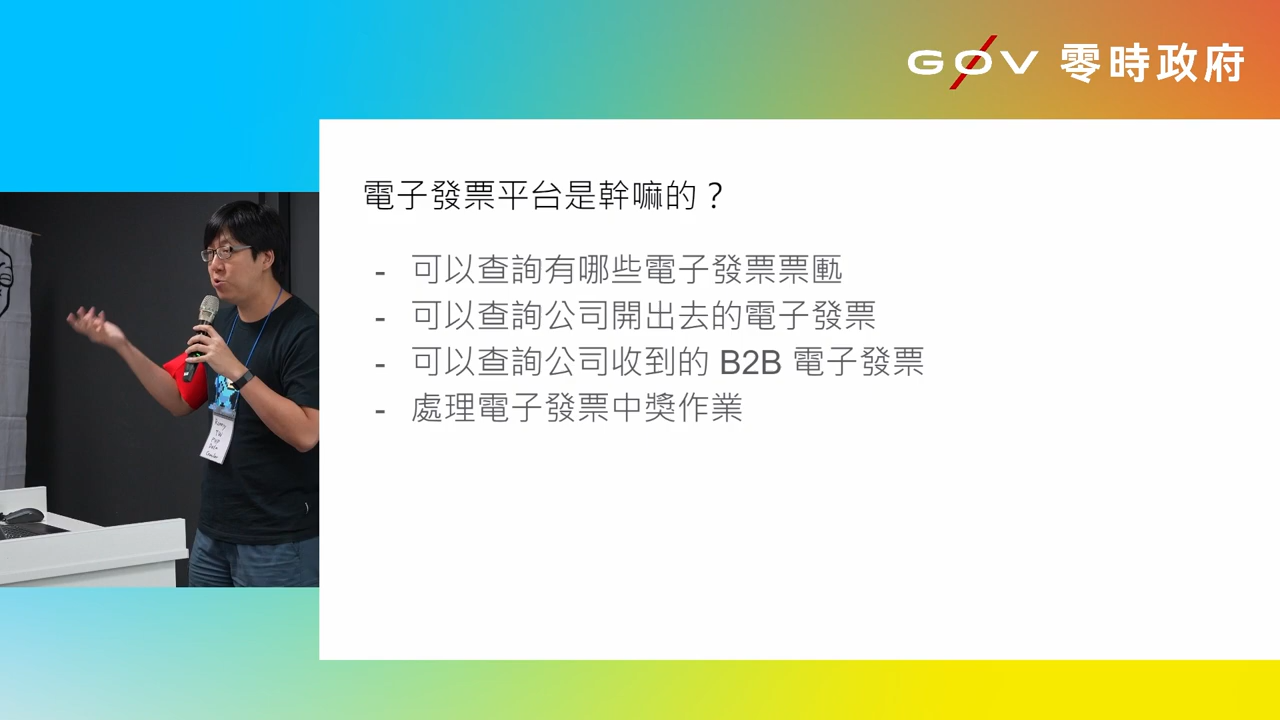 GØV 零時政府
電子發票平台是幹嘛的？
- 可以查詢有哪些電子發票票匭
- 可以查詢公司開出去的電子發票
- 可以查詢公司收到的 B2B 電子發票
- 處理電子發票中獎作業